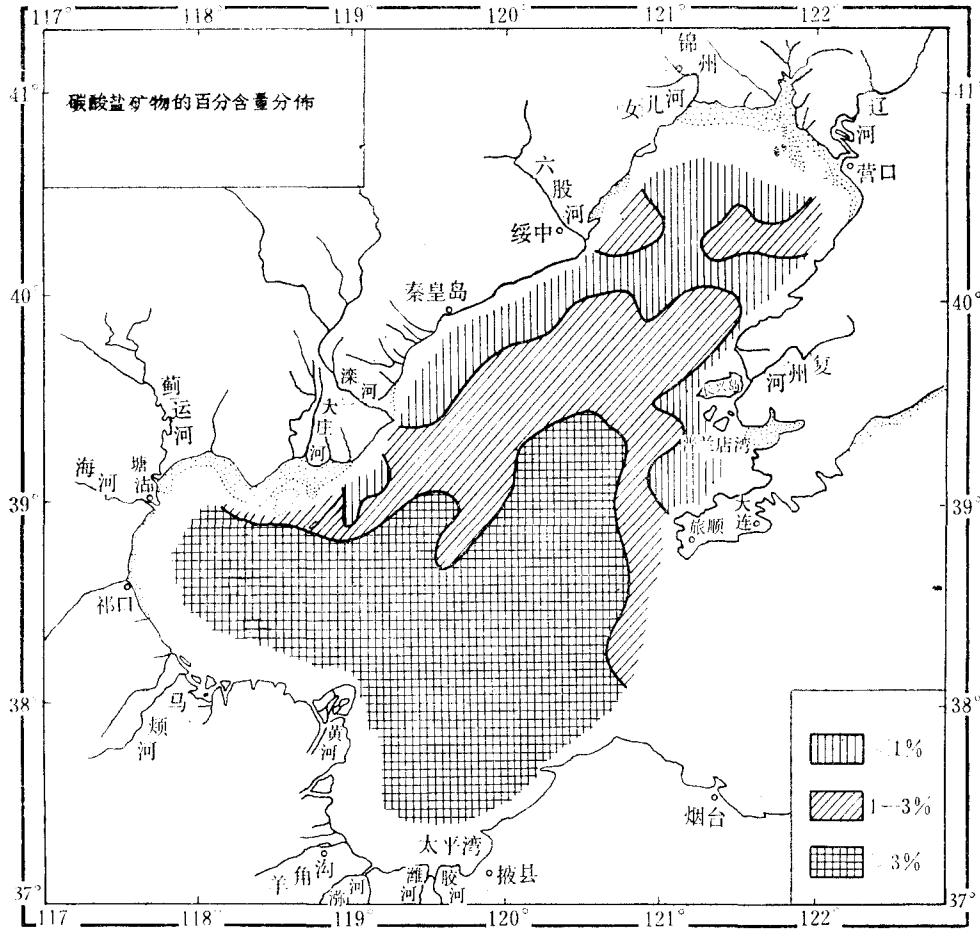 117° 118° 119° 120° 121° 122°
碳酸盐矿物的百分含量分佈
锦州
41°
女儿河
辽河
营口
六股河
绥中
40° 40°
秦皇岛
滦河
大庄河
蓟运河
海河
塘沽
复州河
店湾
39° 39°
大连
旅顺
祁口
马颊河
38° 38°
黄河
1%
1—3%
3%
烟台
太平湾
羊角沟
潍河
胶河
掖县
河
37° 37°
117° 118° 119° 120° 121° 122°